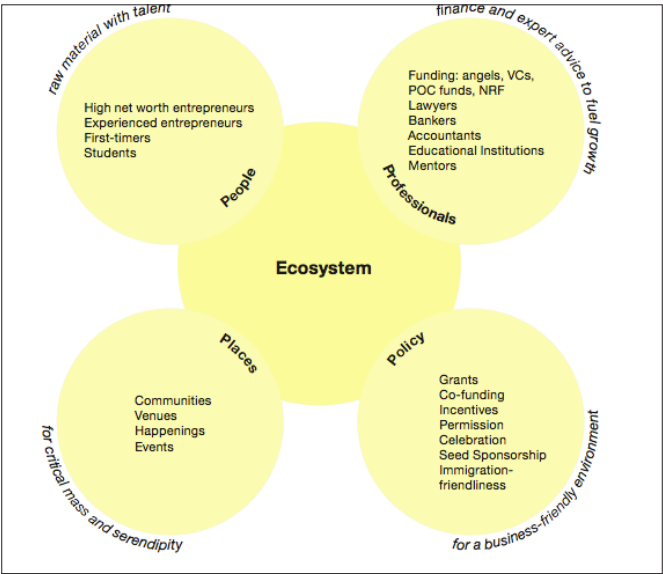 raw material with talent
High net worth entrepreneurs
Experienced entrepreneurs
First-timers
Students
People
finance and expert advice to fuel growth
Funding: angels, VCs,
POC funds, NRF
Lawyers
Bankers
Accountants
Educational Institutions
Mentors
Professionals
Ecosystem
Places
Communities
Venues
Happenings
Events
for critical mass and serendipity
Policy
Grants
Co-funding
Incentives
Permission
Celebration
Seed Sponsorship
Immigration-
friendliness
for a business-friendly environment